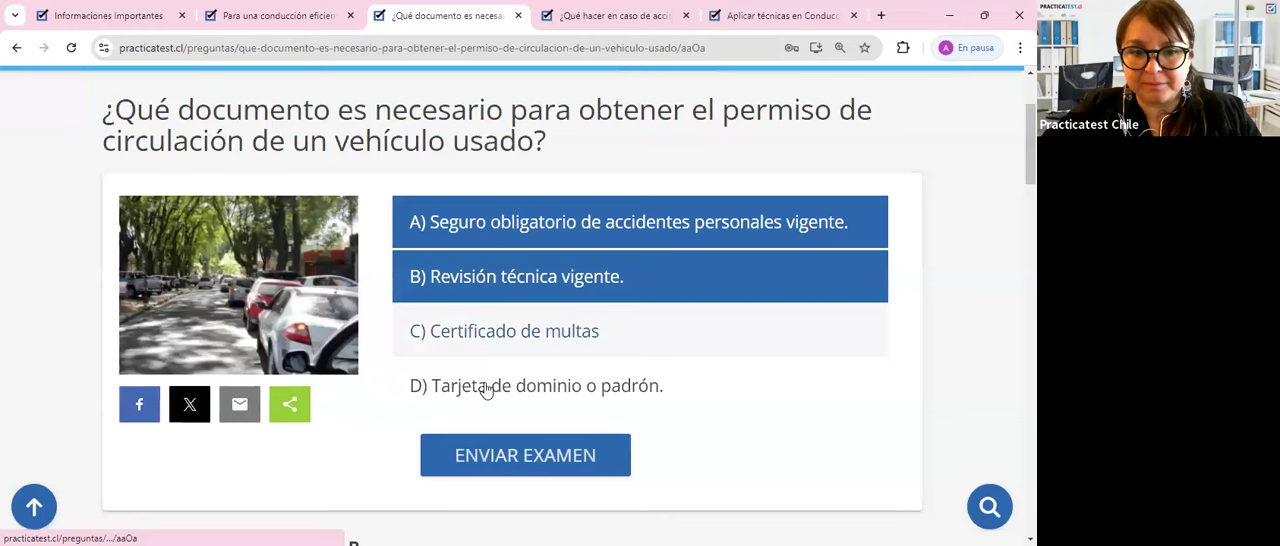 Informaciones Importantes
Para una conducción eficien
¿Qué documento es necesa
¿Qué hacer en caso de acci
Aplicar técnicas en Conduc
practicatest.cl/preguntas/que-documento-es-necesario-para-obtener-el-permiso-de-circulacion-de-un-vehiculo-usado/aaOa
A
En pausa
PRACTICATEST.cl
Practicatest Chile
¿Qué documento es necesario para obtener el permiso de
circulación de un vehículo usado?
A) Seguro obligatorio de accidentes personales vigente.
B) Revisión técnica vigente.
C) Certificado de multas
D) Tarjeta de dominio o padrón.
ENVIAR EXAMEN
practicatest.cl/preguntas/.../aaOa